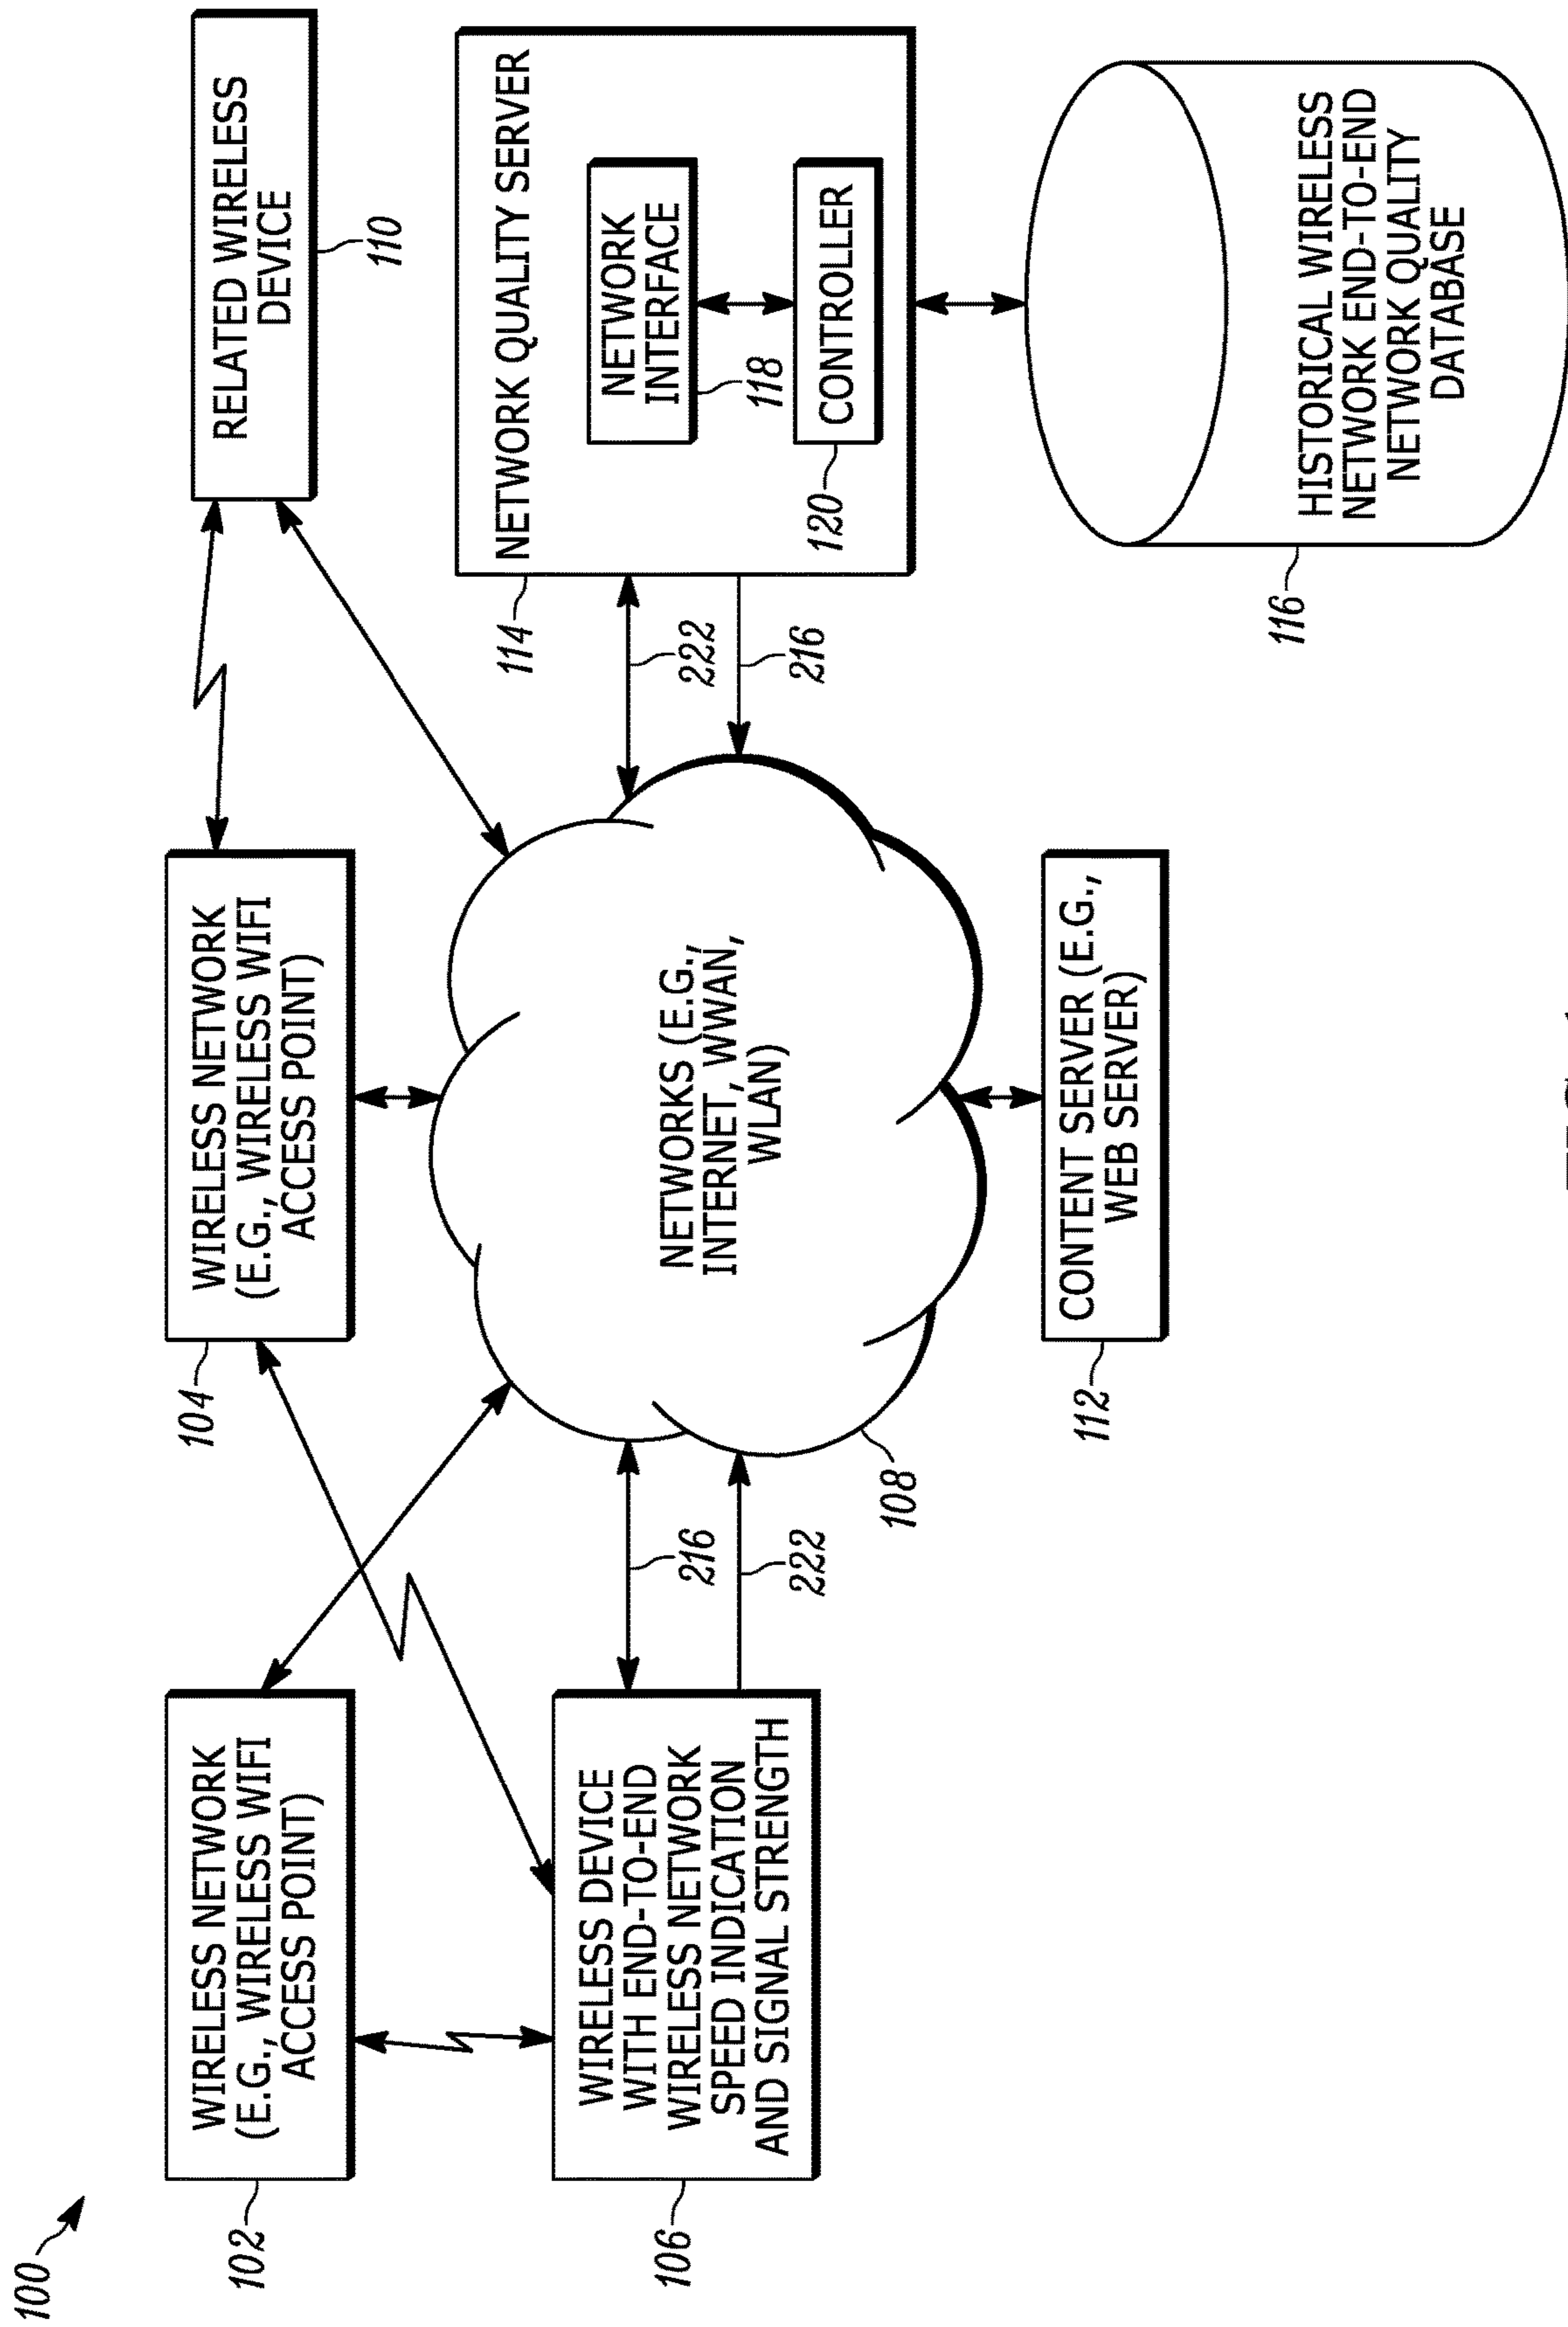 100
102
WIRELESS NETWORK
(E.G., WIRELESS WIFI
ACCESS POINT)
104
WIRELESS NETWORK
(E.G., WIRELESS WIFI
ACCESS POINT)
RELATED WIRELESS
DEVICE
110
106
WIRELESS DEVICE
WITH END-TO-END
WIRELESS NETWORK
SPEED INDICATION
AND SIGNAL STRENGTH
216
222
108
NETWORKS (E.G.,
INTERNET, WWAN,
WLAN)
222
216
114
NETWORK QUALITY SERVER
NETWORK
INTERFACE
118
120
CONTROLLER
112
CONTENT SERVER (E.G.,
WEB SERVER)
116
HISTORICAL WIRELESS
NETWORK END-TO-END
NETWORK QUALITY
DATABASE